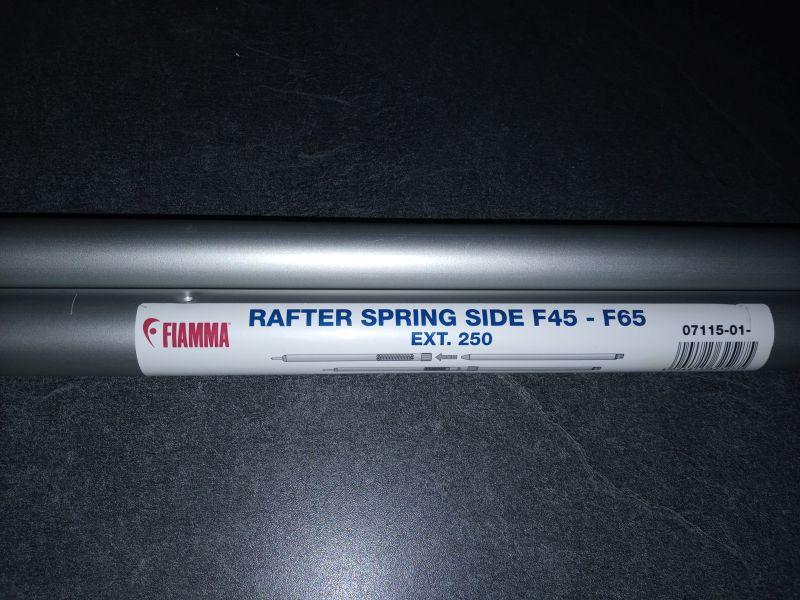 FIAMMA
RAFTER SPRING SIDE F45 - F65
EXT. 250
07115-01-